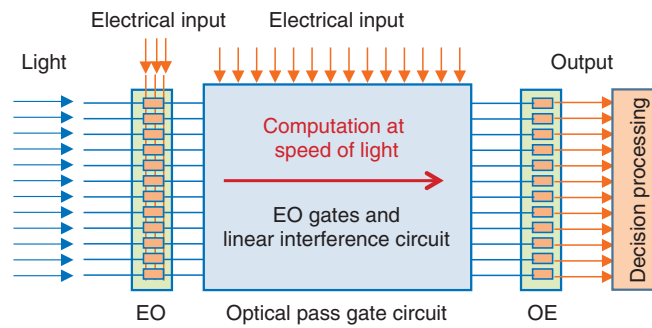 Electrical input
Electrical input
Light
Output
Computation at
speed of light
EO gates and
linear interference circuit
Decision processing
EO
Optical pass gate circuit
OE